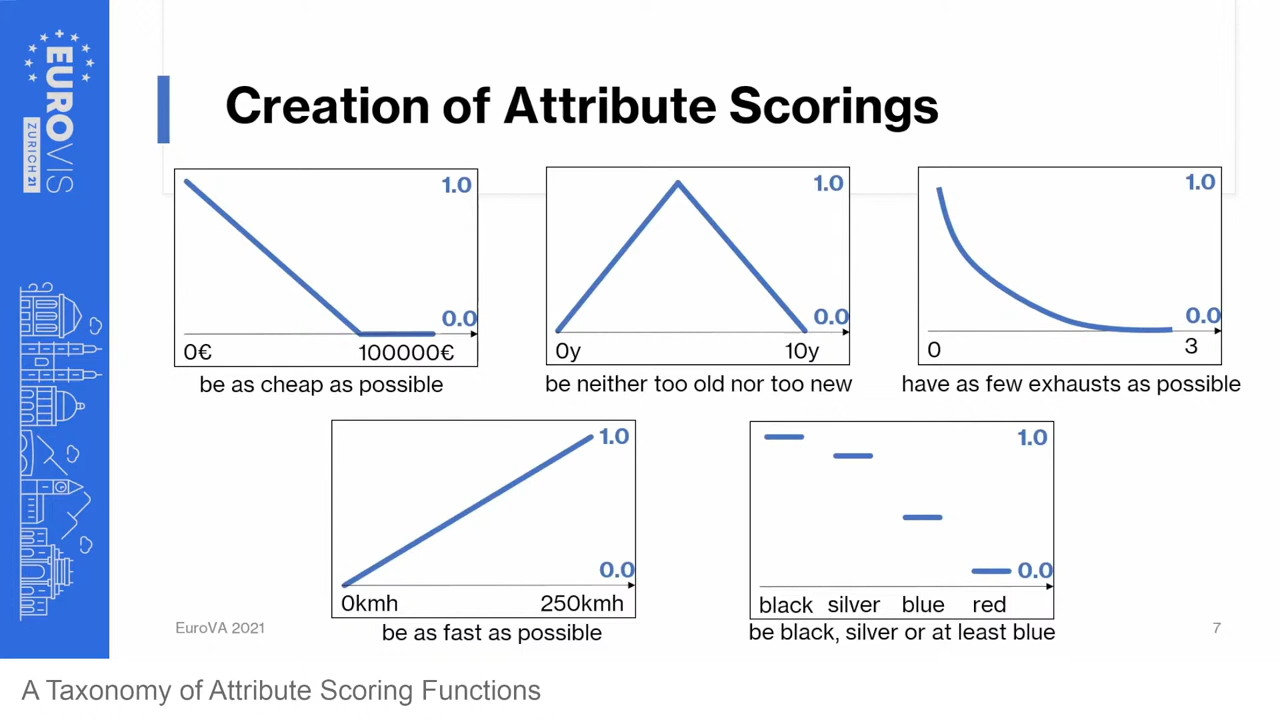 EUROVIS
ZURICH 21
Creation of Attribute Scorings
1.0
0.0
0€
100000€
be as cheap as possible
1.0
0.0
0y
10y
be neither too old nor too new
1.0
0.0
0
3
have as few exhausts as possible
1.0
0.0
0kmh
250kmh
be as fast as possible
1.0
0.0
black silver blue red
be black, silver or at least blue
EuroVA 2021
7
A Taxonomy of Attribute Scoring Functions